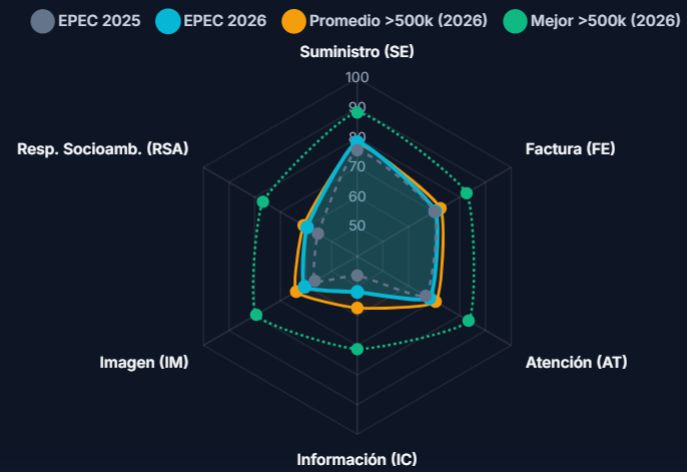 EPEC 2025 EPEC 2026 Promedio >500k (2026) Mejor >500k (2026)
Suministro (SE)
100
90
80
Resp. Socioamb. (RSA)
Factura (FE)
70
60
50
Imagen (IM)
Atención (AT)
Información (IC)